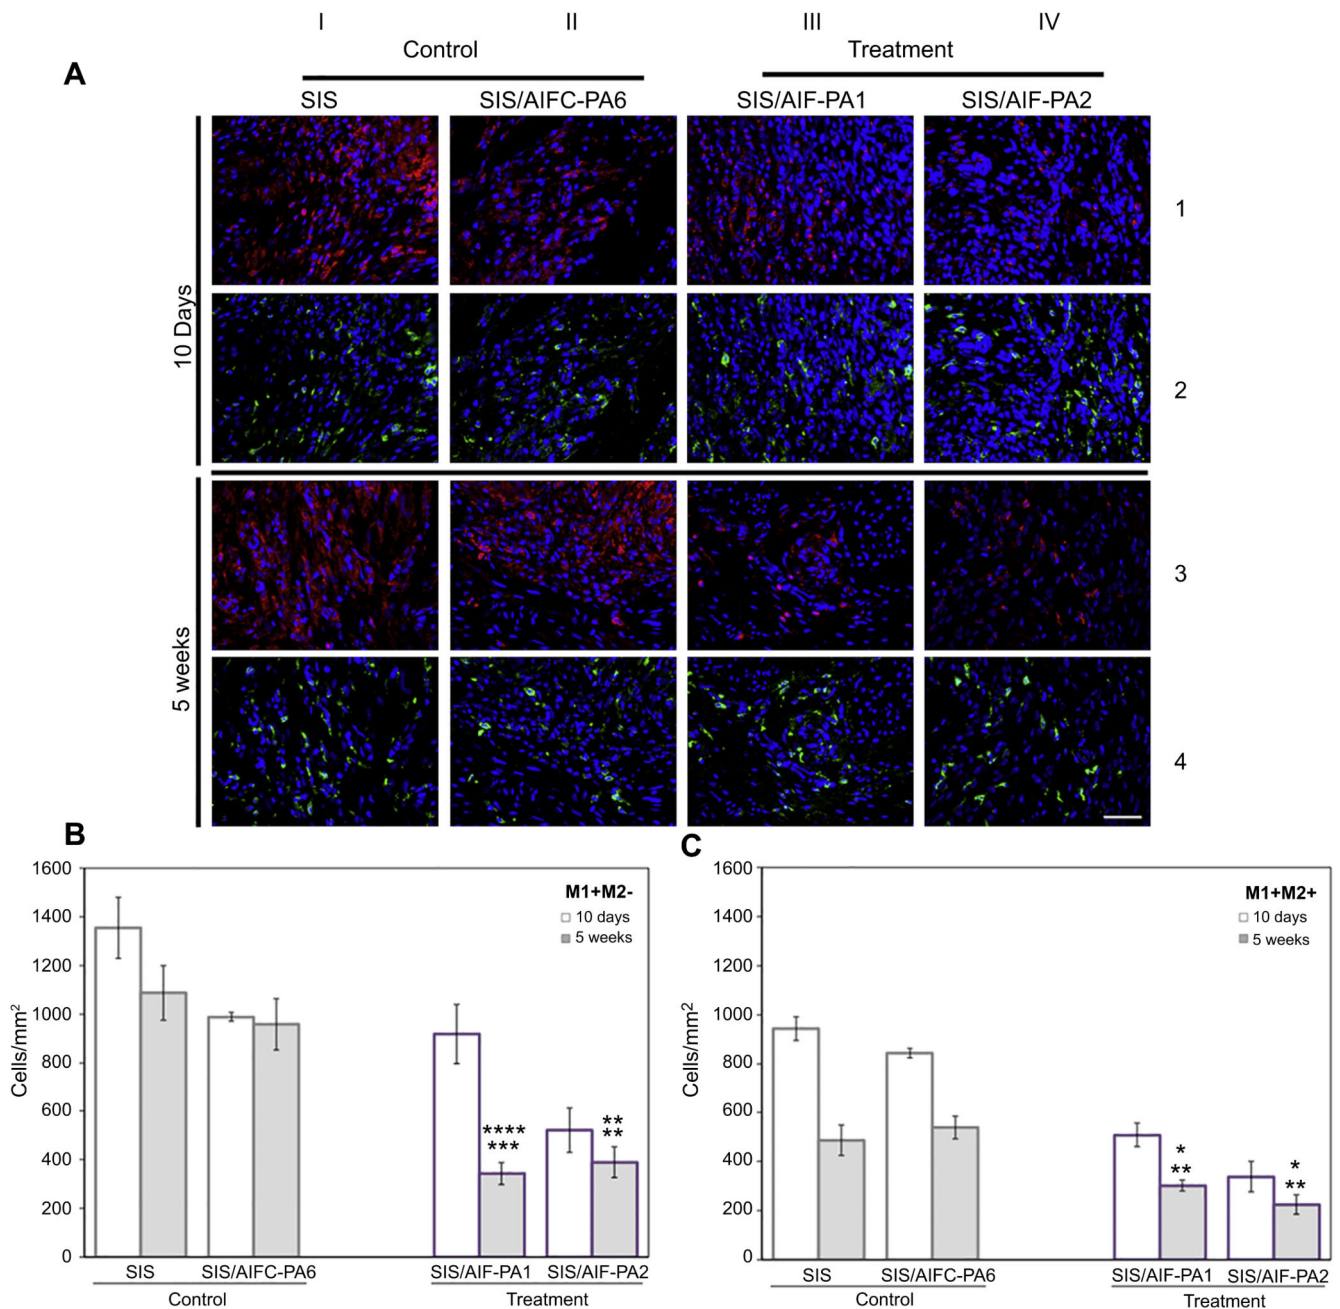 I II III IV
Control Treatment
A
SIS SIS/AIFC-PA6 SIS/AIF-PA1 SIS/AIF-PA2
10 Days
1
2
5 weeks
3
4
B
1600
1400
1200
1000
800
600
400
200
0
Cells/mm²
M1+M2-
10 days
5 weeks
****
***
**
**
SIS SIS/AIFC-PA6 SIS/AIF-PA1 SIS/AIF-PA2
Control Treatment
C
1600
1400
1200
1000
800
600
400
200
0
Cells/mm²
M1+M2+
10 days
5 weeks
*
**
*
**
SIS SIS/AIFC-PA6 SIS/AIF-PA1 SIS/AIF-PA2
Control Treatment